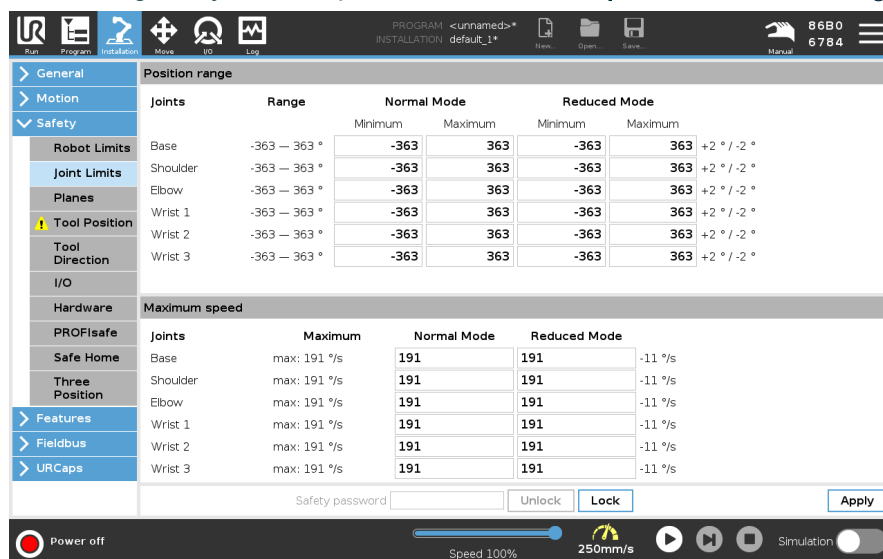 PROGRAM <unnamed>*
INSTALLATION default_1*
Run Program Installation Move I/O Log New... Open... Save... Manual
86B0
6784
General
Motion
Safety
Robot Limits
Joint Limits
Planes
Tool Position
Tool
Direction
I/O
Hardware
PROFIsafe
Safe Home
Three
Position
Features
Fieldbus
URCaps
Position range
Joints Range Normal Mode Reduced Mode
Minimum Maximum Minimum Maximum
Base -363 — 363 ° -363 363 -363 363 +2 ° / -2 °
Shoulder -363 — 363 ° -363 363 -363 363 +2 ° / -2 °
Elbow -363 — 363 ° -363 363 -363 363 +2 ° / -2 °
Wrist 1 -363 — 363 ° -363 363 -363 363 +2 ° / -2 °
Wrist 2 -363 — 363 ° -363 363 -363 363 +2 ° / -2 °
Wrist 3 -363 — 363 ° -363 363 -363 363 +2 ° / -2 °
Maximum speed
Joints Maximum Normal Mode Reduced Mode
Base max: 191 °/s 191 191 -11 °/s
Shoulder max: 191 °/s 191 191 -11 °/s
Elbow max: 191 °/s 191 191 -11 °/s
Wrist 1 max: 191 °/s 191 191 -11 °/s
Wrist 2 max: 191 °/s 191 191 -11 °/s
Wrist 3 max: 191 °/s 191 191 -11 °/s
Safety password Unlock Lock Apply
Power off Speed 100% 250mm/s Simulation